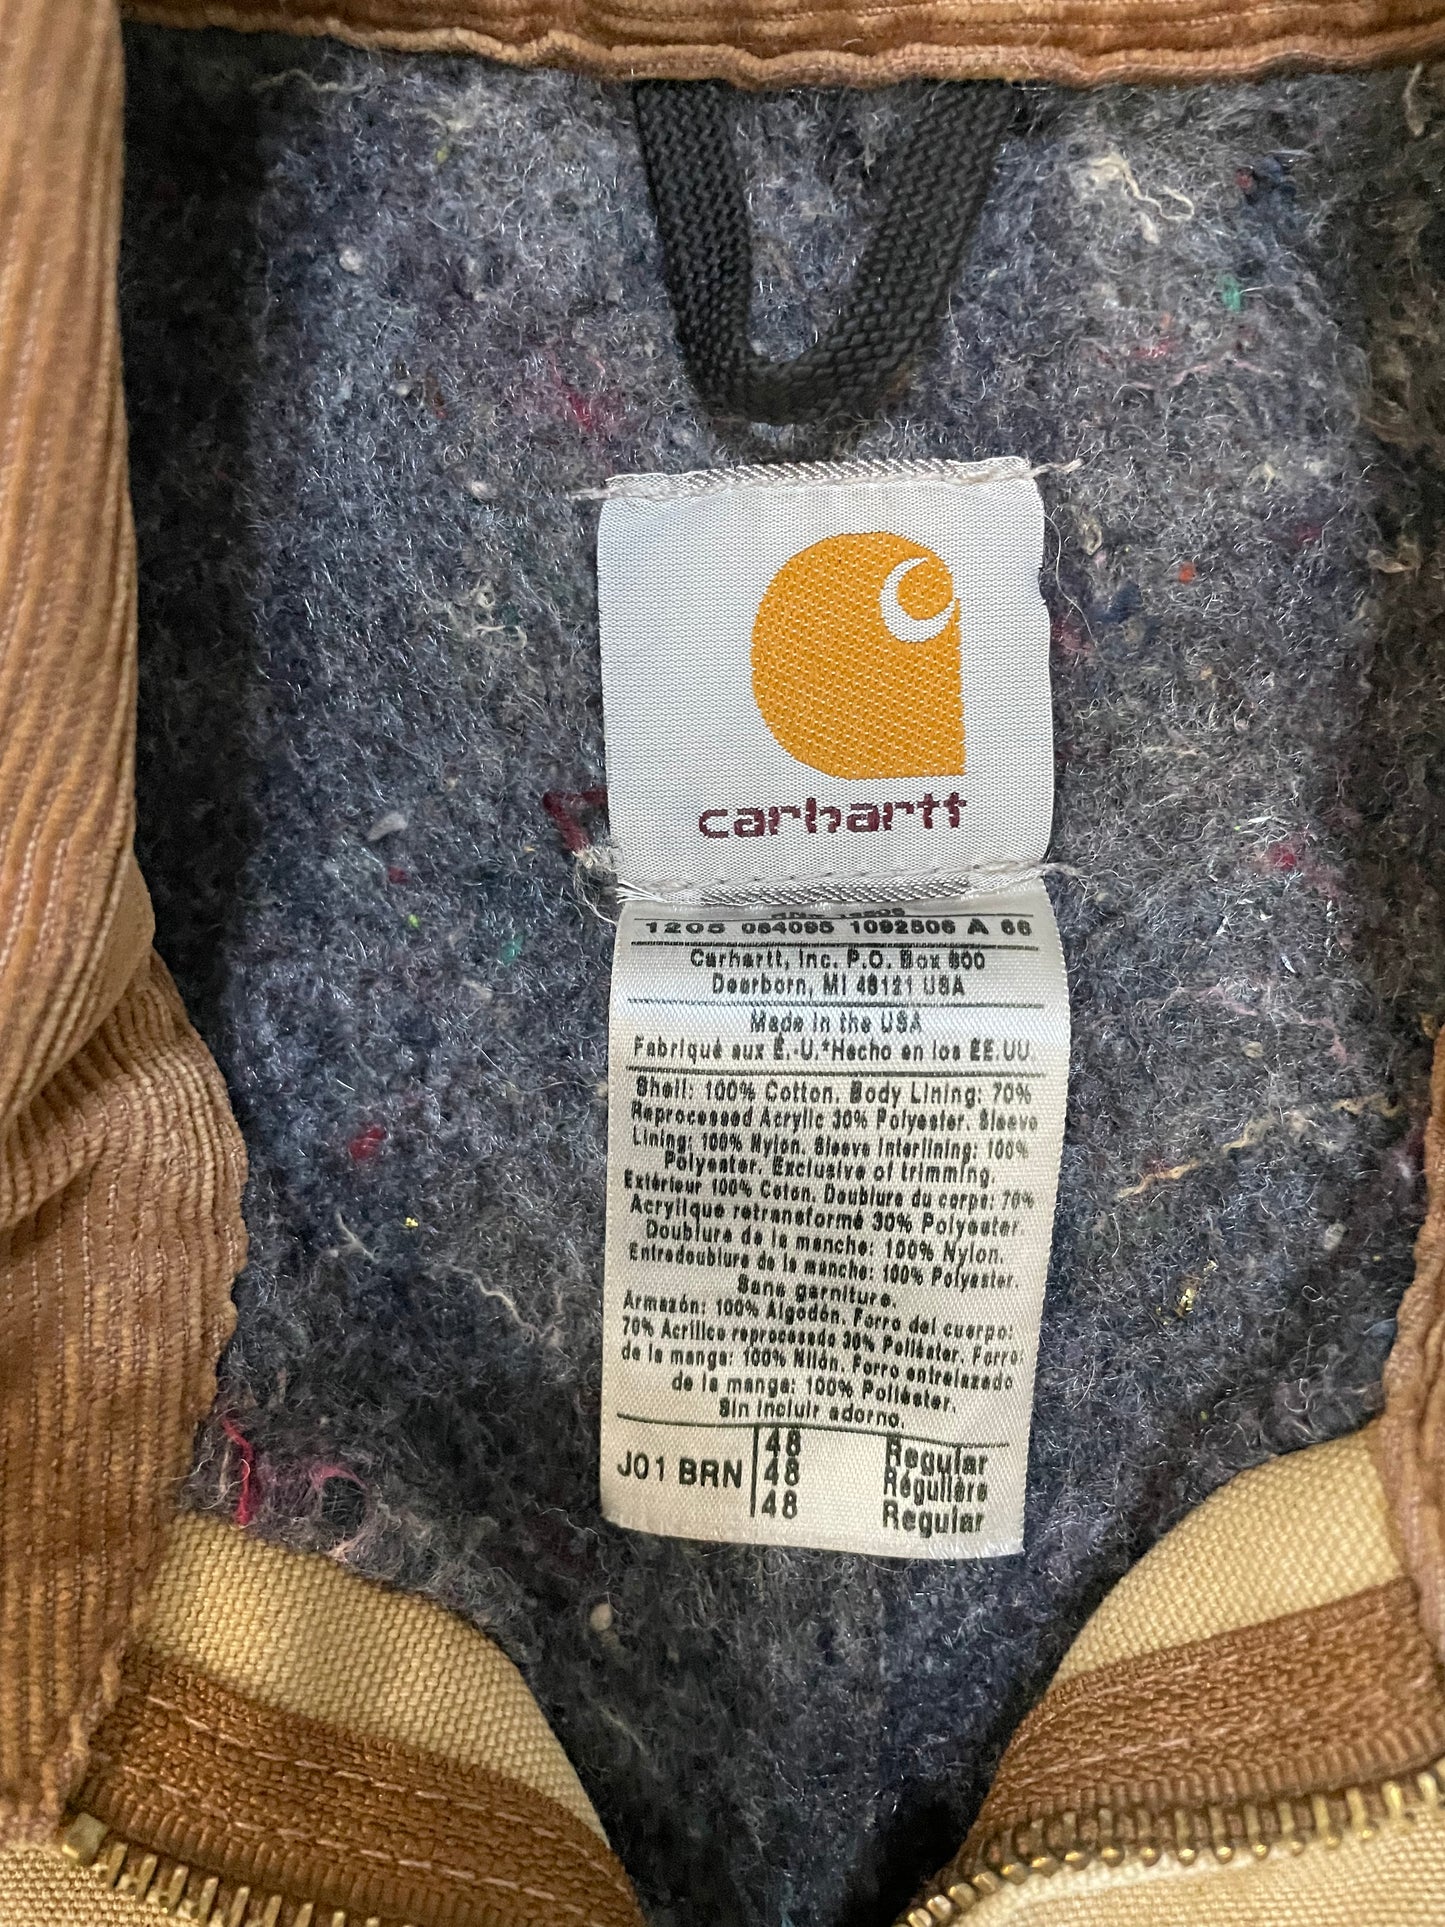 carhartt
1205 084095 1092806 A 66
Carhartt, Inc. P.O. Box 600
Dearborn, MI 48121 USA
Made in the USA
Fabriqué aux É.-U.*Hecho en los EE.UU.
Shell: 100% Cotton. Body Lining: 70%
Reprocessed Acrylic 30% Polyester. Sleeve
Lining: 100% Nylon. Sleeve Interlining: 100%
Polyester. Exclusive of trimming.
Extérieur 100% Coton. Doublure du corps: 70%
Acrylique retransformé 30% Polyester
Doublure de la manche: 100% Nylon.
Entredoublure de la manche: 100% Polyester.
Sans garniture.
Armazón: 100% Algodón. Forro del cuerpo:
70% Acrilico reprocesado 30% Poliéster. Forro
de la manga: 100% Nilón. Forro entrelazado
de la manga: 100% Poliéster.
Sin incluir adorno.
J01 BRN 48 Regular
48 Régulière
48 Regular